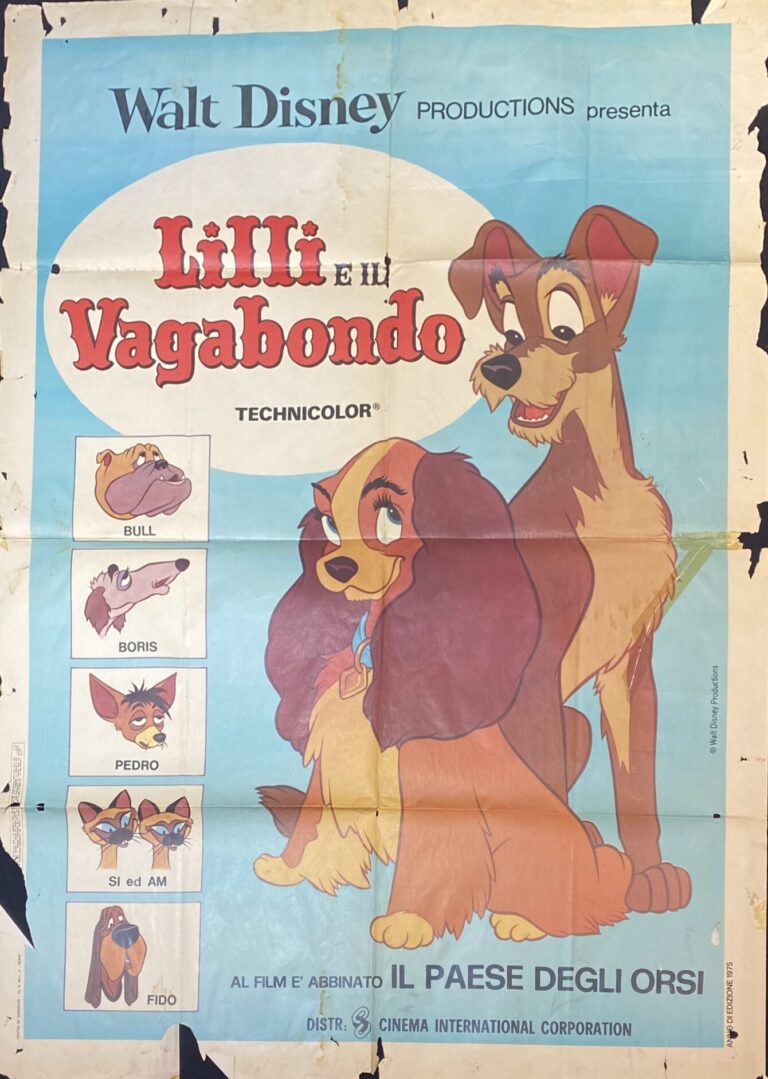 Walt Disney PRODUCTIONS presenta
Lilli E IL
Vagabondo
TECHNICOLOR®
BULL
BORIS
PEDRO
SI ed AM
FIDO
© Walt Disney Productions
AL FILM E' ABBINATO IL PAESE DEGLI ORSI
DISTR: CINEMA INTERNATIONAL CORPORATION
ANNO DI EDIZIONE 1975